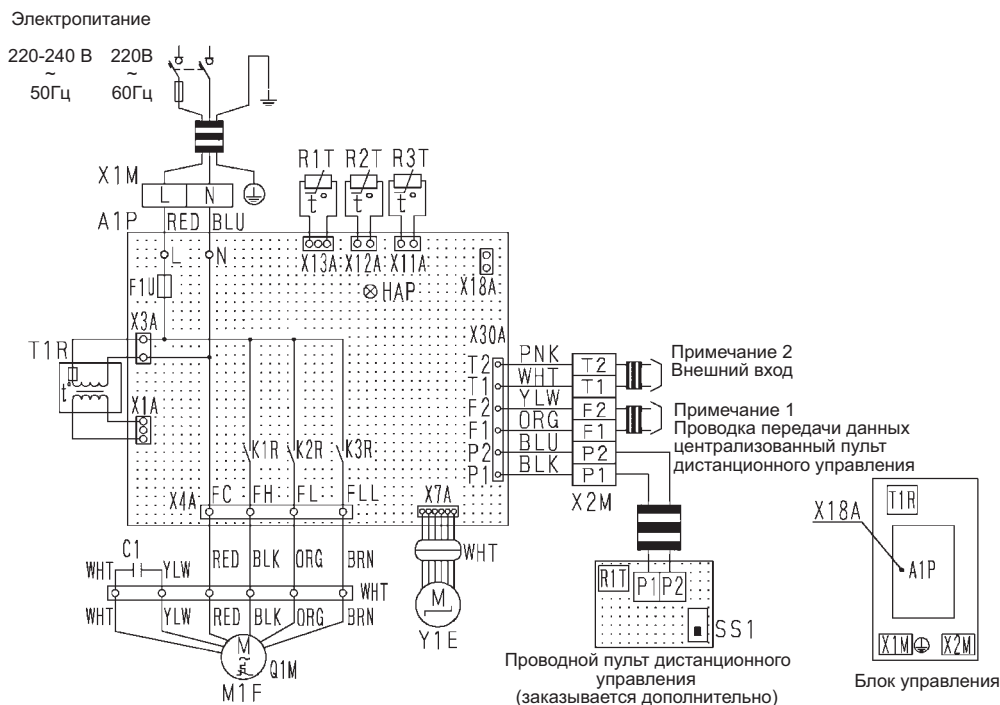 Электропитание
220-240 В 220В
~ ~
50Гц 60Гц
X1M
L N
A1P RED BLU
R1T R2T R3T
t° t° t°
L N
X13A X12A X11A
X18A
F1U
HAP
X3A
X30A
T1R
t°
X1A
T2 PNK T2
T1 WHT T1
F2 YLW F2
F1 ORG F1
P2 BLU P2
P1 BLK P1
X2M
Примечание 2
Внешний вход
Примечание 1
Проводка передачи данных
централизованный пульт
дистанционного управления
K1R K2R K3R
X4A FC FH FL FLL
X7A
WHT
M
Y1E
C1
WHT YLW RED BLK ORG BRN
WHT
WHT YLW RED BLK ORG BRN
M
~
Q1M
M1F
R1T P1 P2
SS1
Проводной пульт дистанционного
управления
(заказывается дополнительно)
X18A
T1R
A1P
X1M X2M
Блок управления